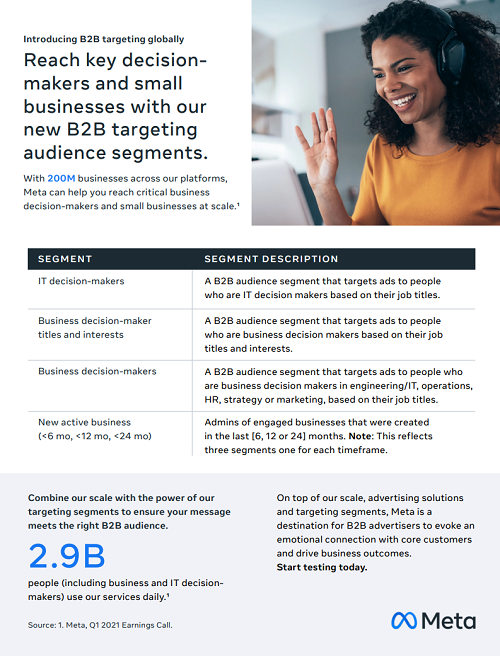 Introducing B2B targeting globally
Reach key decision-
makers and small
businesses with our
new B2B targeting
audience segments.
With 200M businesses across our platforms,
Meta can help you reach critical business
decision-makers and small businesses at scale.¹
SEGMENT
SEGMENT DESCRIPTION
IT decision-makers
A B2B audience segment that targets ads to people
who are IT decision makers based on their job titles.
Business decision-maker
titles and interests
A B2B audience segment that targets ads to people
who are business decision makers based on their job
titles and interests.
Business decision-makers
A B2B audience segment that targets ads to people who
are business decision makers in engineering/IT, operations,
HR, strategy or marketing, based on their job titles.
New active business
(<6 mo, <12 mo, <24 mo)
Admins of engaged businesses that were created
in the last [6, 12 or 24] months. Note: This reflects
three segments one for each timeframe.
Combine our scale with the power of our
targeting segments to ensure your message
meets the right B2B audience.
2.9B
people (including business and IT decision-
makers) use our services daily.¹
Source: 1. Meta, Q1 2021 Earnings Call.
On top of our scale, advertising solutions
and targeting segments, Meta is a
destination for B2B advertisers to evoke an
emotional connection with core customers
and drive business outcomes.
Start testing today.
Meta